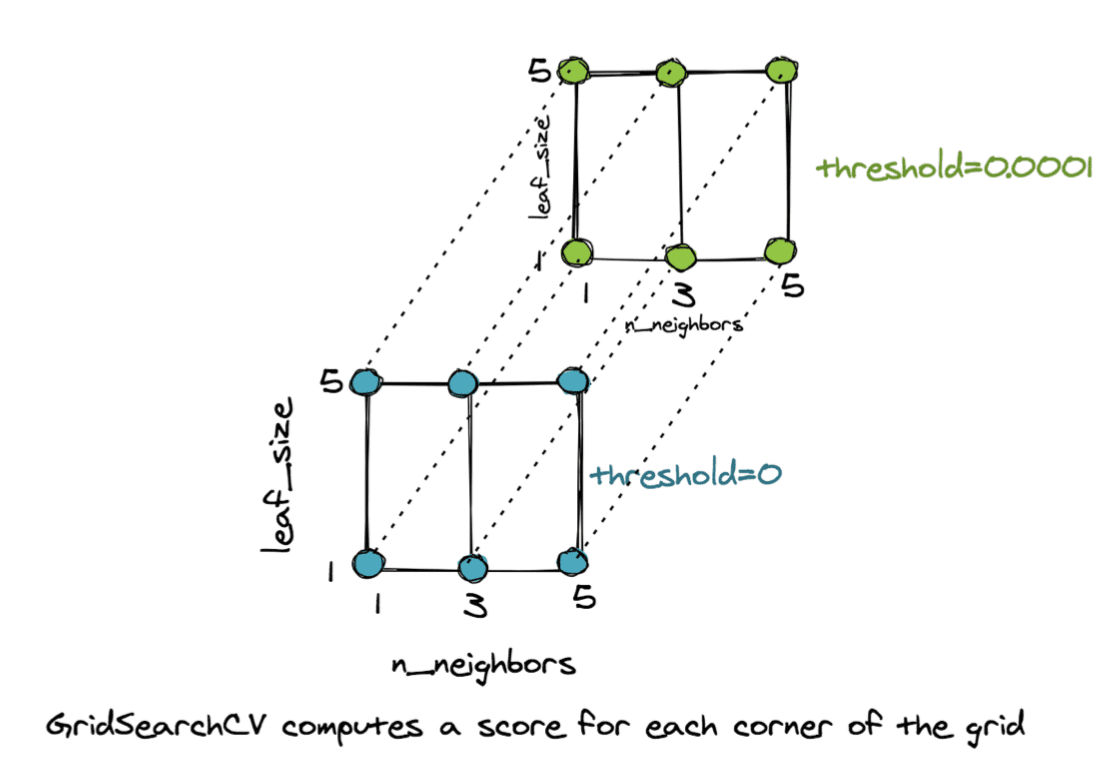 5
leaf_size
threshold=0.0001
1
1 3 5
n_neighbors
5
leaf_size
threshold=0
1
1 3 5
n_neighbors
GridSearchCV computes a score for each corner of the grid